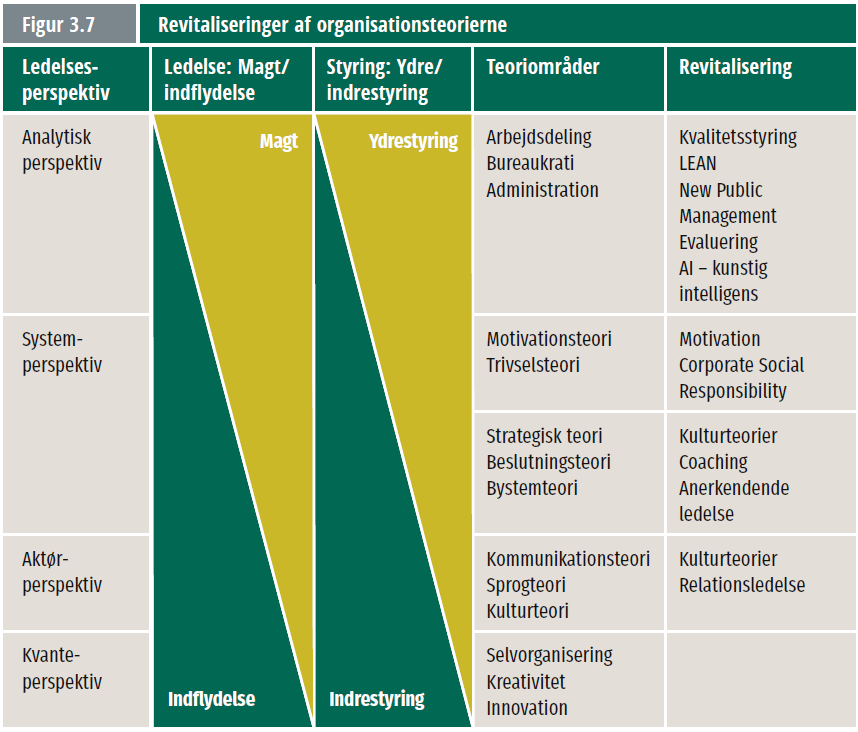 Figur 3.7
Revitaliseringer af organisationsteorierne
Ledelses-
perspektiv
Ledelse: Magt/
indflydelse
Styring: Ydre/
indrestyring
Teoriområder
Revitalisering
Analytisk
perspektiv
Magt
Ydrestyring
Arbejdsdeling
Bureaukrati
Administration
Kvalitetsstyring
LEAN
New Public
Management
Evaluering
AI – kunstig
intelligens
System-
perspektiv
Motivationsteori
Trivselsteori
Motivation
Corporate Social
Responsibility
Strategisk teori
Beslutningsteori
Bystemteori
Kulturteorier
Coaching
Anerkendende
ledelse
Aktør-
perspektiv
Kommunikationsteori
Sprogteori
Kulturteori
Kulturteorier
Relationsledelse
Kvante-
perspektiv
Indflydelse
Indrestyring
Selvorganisering
Kreativitet
Innovation